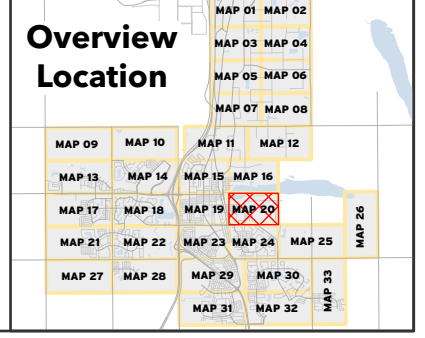 Overview
Location
MAP 01 MAP 02
MAP 03 MAP 04
MAP 05 MAP 06
MAP 07 MAP 08
MAP 09 MAP 10 MAP 11 MAP 12
MAP 13 MAP 14 MAP 15 MAP 16
MAP 17 MAP 18 MAP 19 MAP 20 MAP 26
MAP 21 MAP 22 MAP 23 MAP 24 MAP 25
MAP 27 MAP 28 MAP 29 MAP 30 MAP 33
MAP 31 MAP 32